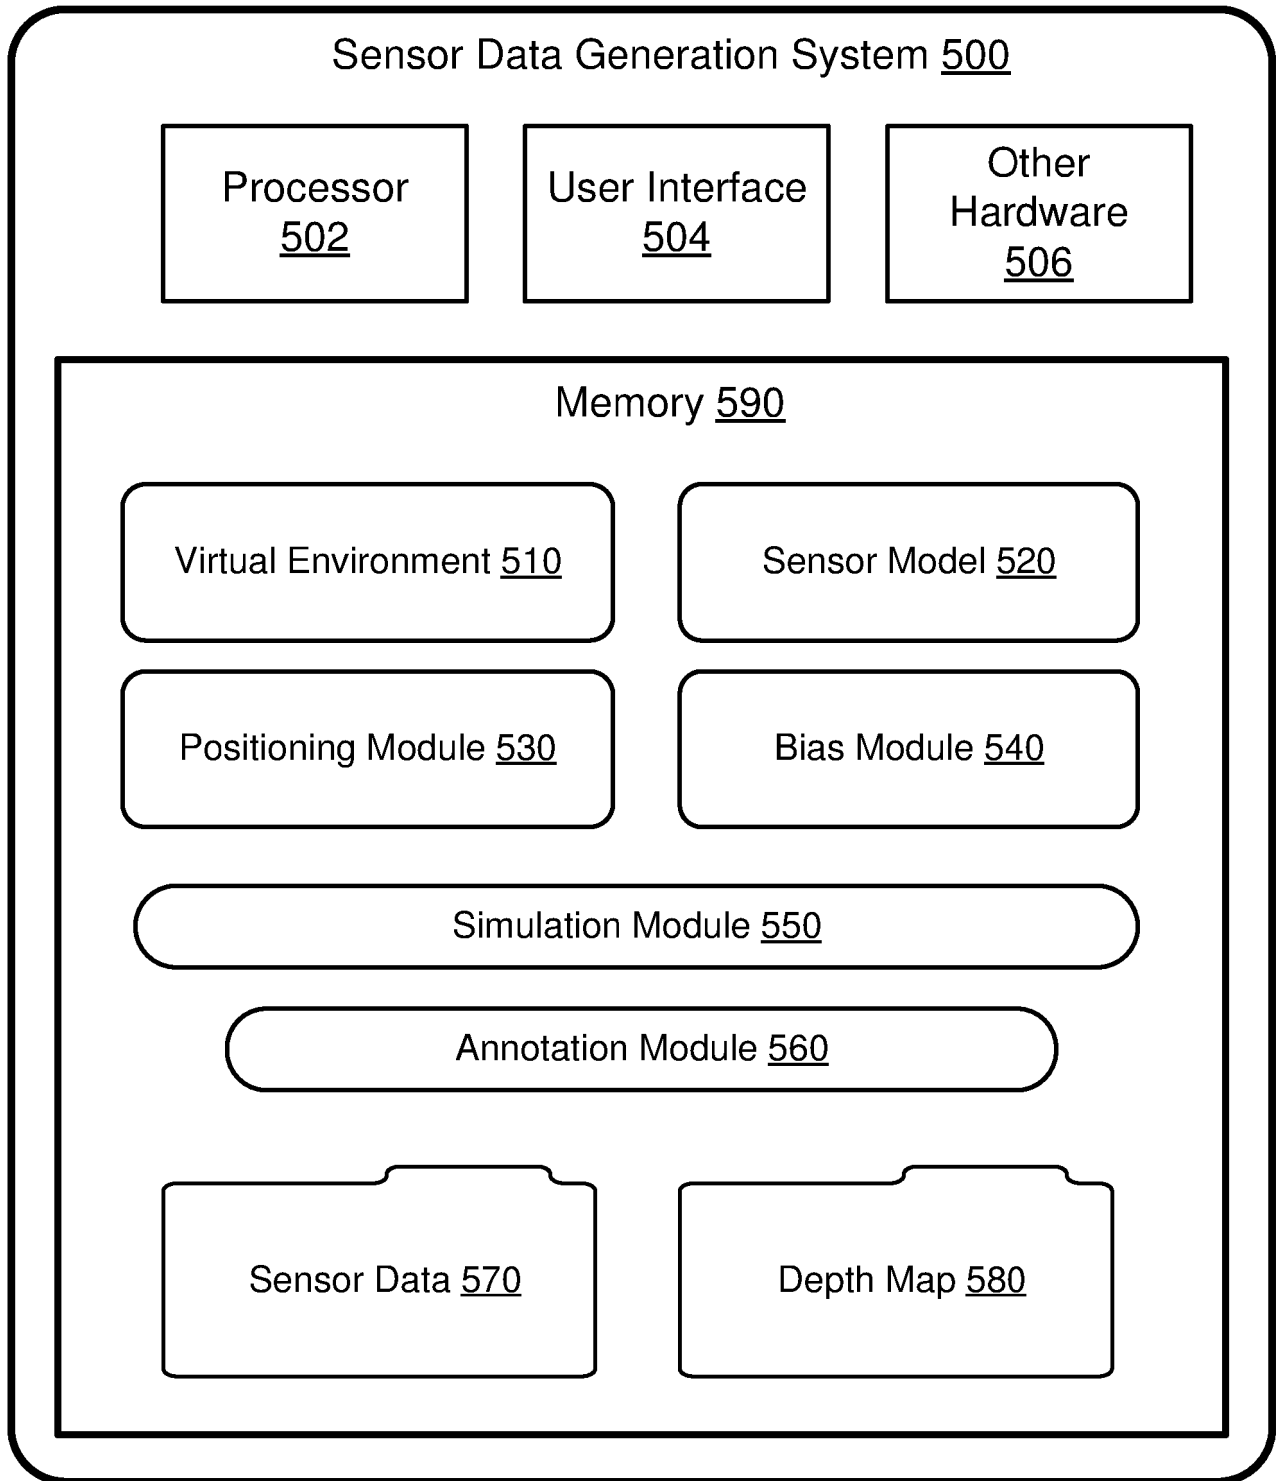 Sensor Data Generation System 500
Processor
502
User Interface
504
Other
Hardware
506
Memory 590
Virtual Environment 510
Sensor Model 520
Positioning Module 530
Bias Module 540
Simulation Module 550
Annotation Module 560
Sensor Data 570
Depth Map 580